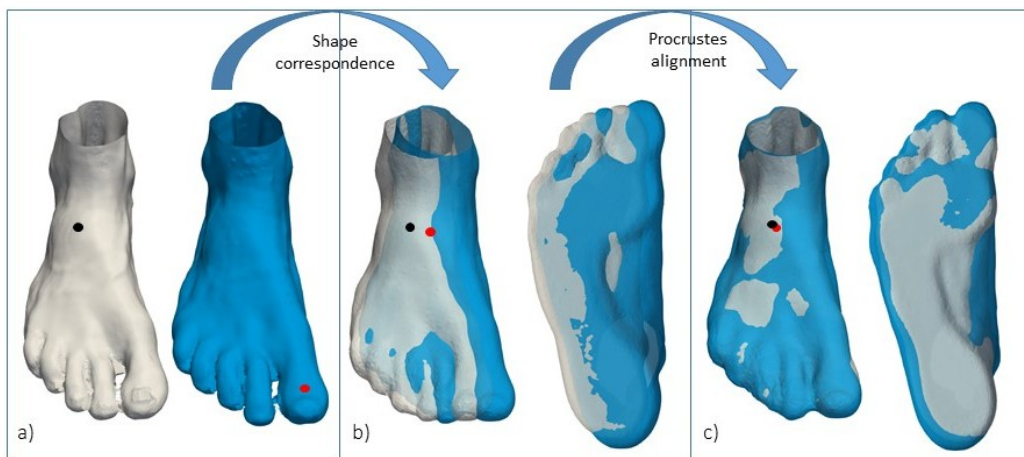 Shape
correspondence
Procrustes
alignment
a)
b)
c)